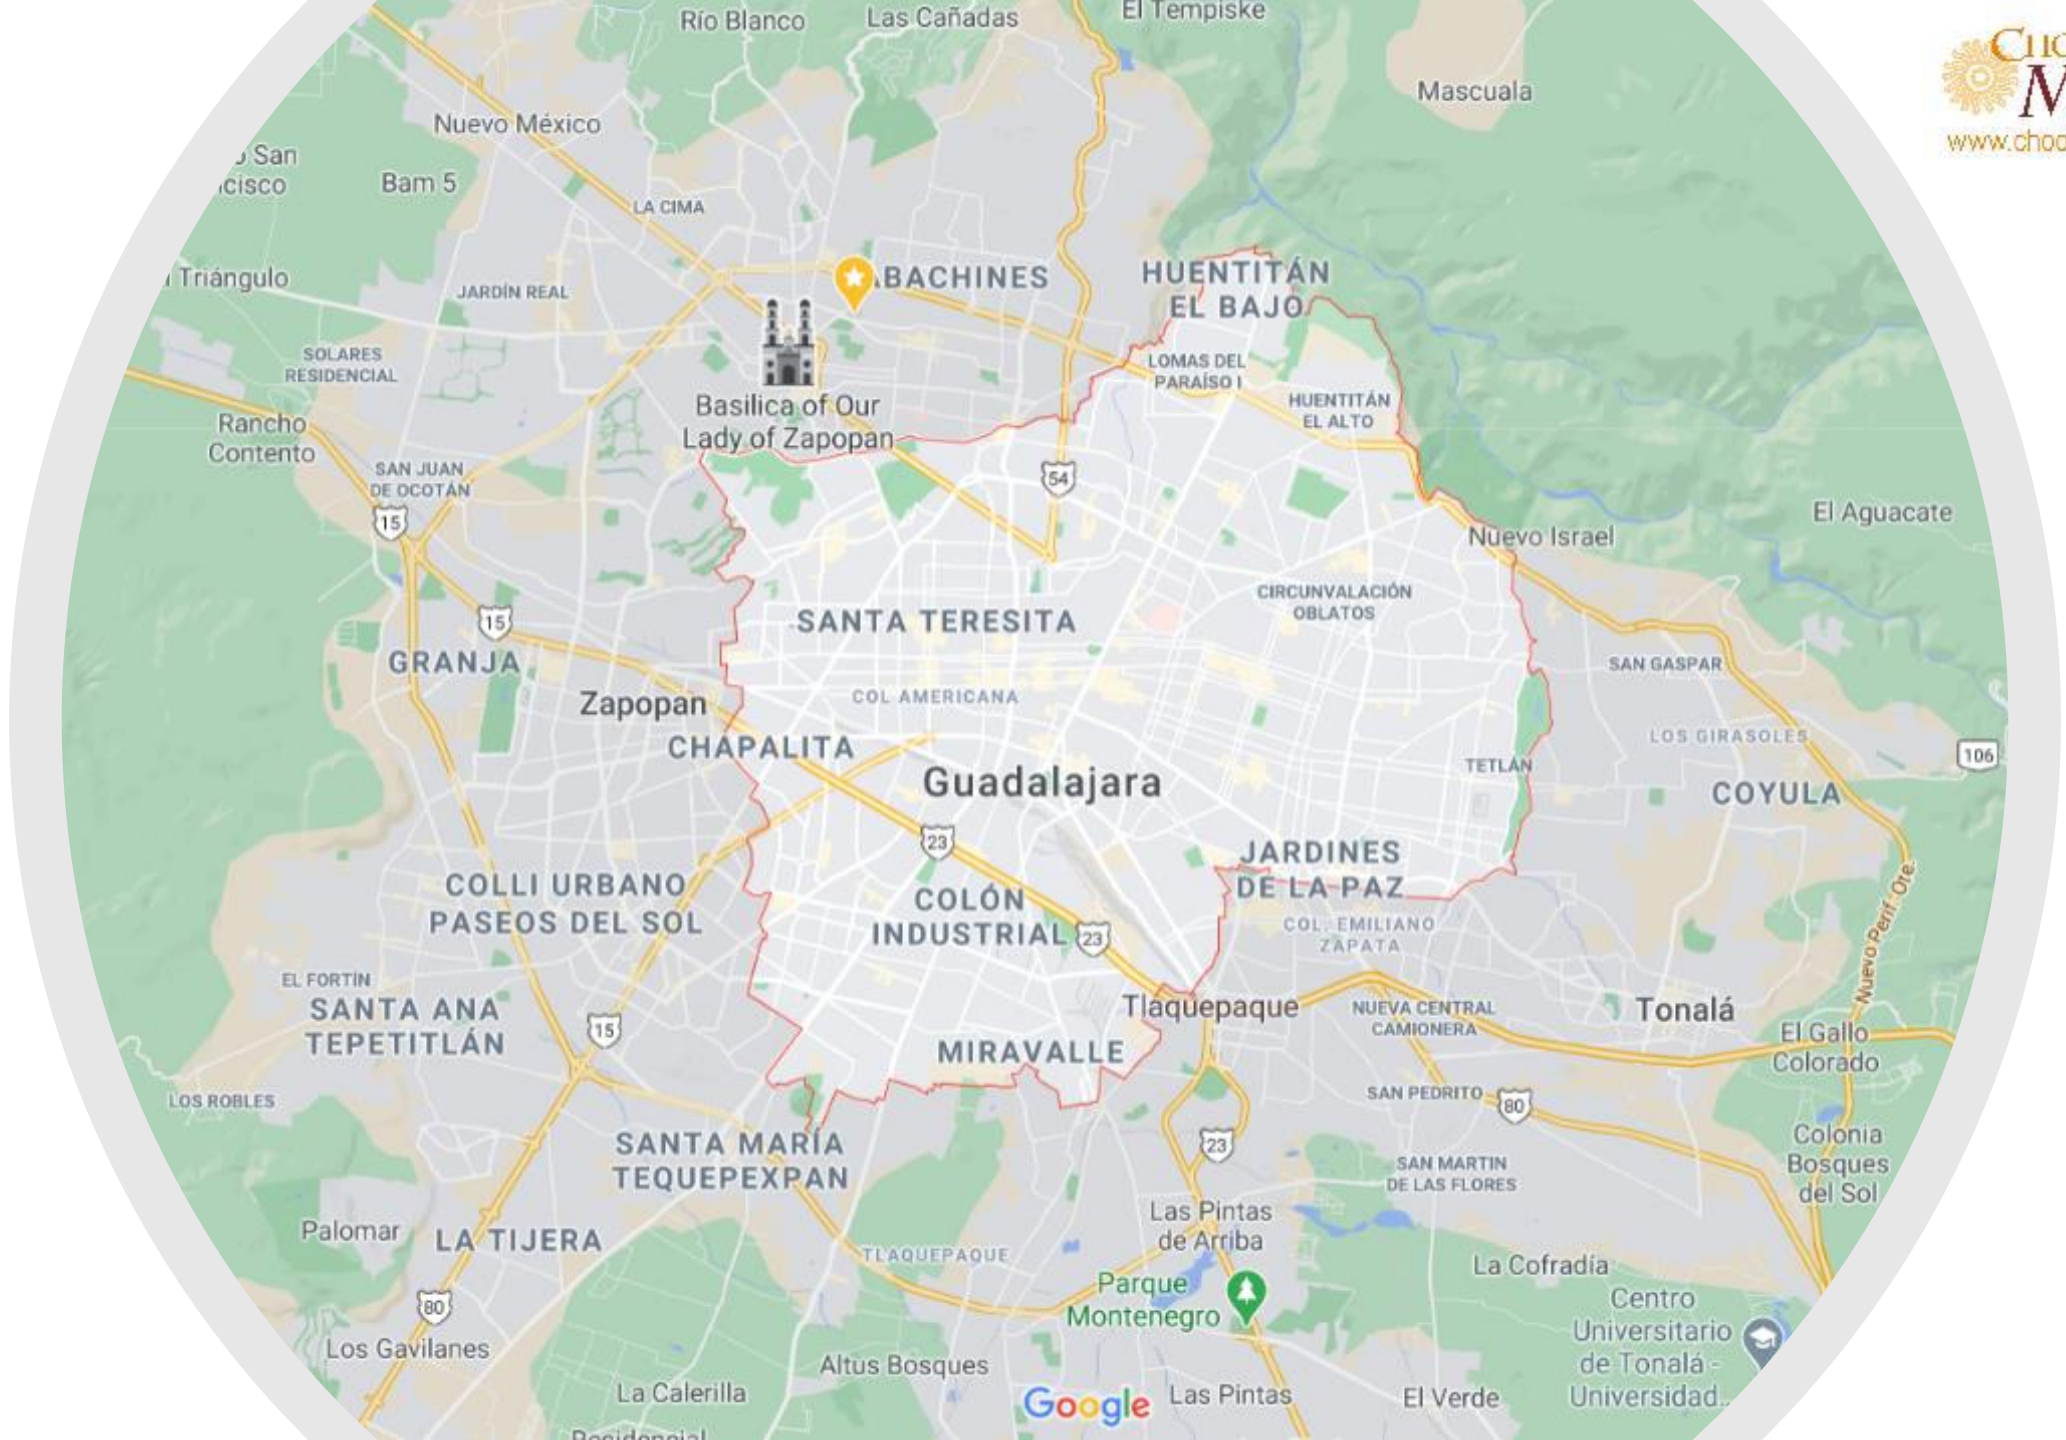 Río Blanco
Las Cañadas
El Tempiske
Mascuala
www.choo
Nuevo México
San
Bam 5
LA CIMA
Triángulo
JARDÍN REAL
BACHINES
HUENTITÁN
EL BAJO
SOLARES
RESIDENCIAL
LOMAS DEL
PARAÍSO I
HUENTITÁN
EL ALTO
Basilica of Our
Lady of Zapopan
Rancho
Contento
SAN JUAN
DE OCOTÁN
15
54
El Aguacate
Nuevo Israel
CIRCUNVALACIÓN
OBLATOS
15
SANTA TERESITA
GRANJA
SAN GASPAR
Zapopan
COL AMERICANA
CHAPALITA
LOS GIRASOLES
106
TETLÁN
Guadalajara
COYULA
23
JARDINES
DE LA PAZ
COLLI URBANO
PASEOS DEL SOL
COLÓN
INDUSTRIAL
23
COL. EMILIANO
ZAPATA
Nuevo Perif. Ote.
EL FORTÍN
SANTA ANA
TEPETITLÁN
15
Tlaquepaque
NUEVA CENTRAL
CAMIONERA
Tonalá
El Gallo
Colorado
MIRAVALLE
LOS ROBLES
SAN PEDRITO
80
SANTA MARÍA
TEQUEPEXPAN
23
SAN MARTIN
DE LAS FLORES
Colonia
Bosques
del Sol
Palomar
LA TIJERA
Las Pintas
de Arriba
TLAQUEPAQUE
La Cofradía
Parque
Montenegro
80
Centro
Universitario
de Tonalá -
Universidad...
Los Gavilanes
Altus Bosques
La Calerilla
Google
Las Pintas
El Verde